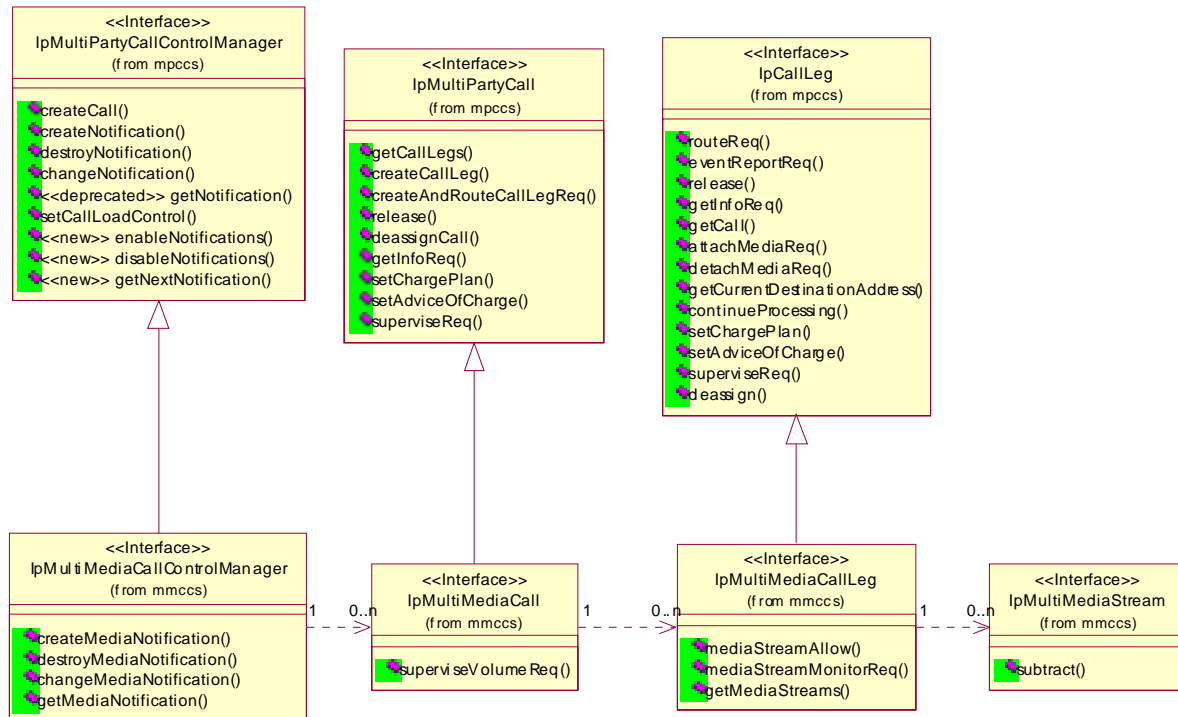 <<Interface>>
IpMultiPartyCallControlManager
(from mpccs)
createCall()
createNotification()
destroyNotification()
changeNotification()
<<deprecated>> getNotification()
setCallLoadControl()
<<new>> enableNotifications()
<<new>> disableNotifications()
<<new>> getNextNotification()
<<Interface>>
IpMultiPartyCall
(from mpccs)
getCallLegs()
createCallLeg()
createAndRouteCallLegReq()
release()
deassignCall()
getInfoReq()
setChargePlan()
setAdviceOfCharge()
superviseReq()
<<Interface>>
IpCallLeg
(from mpccs)
routeReq()
eventReportReq()
release()
getInfoReq()
getCall()
attachMediaReq()
detachMediaReq()
getCurrentDestinationAddress()
continueProcessing()
setChargePlan()
setAdviceOfCharge()
superviseReq()
deassign()
<<Interface>>
IpMultiMediaCallControlManager
(from mmccs)
createMediaNotification()
destroyMediaNotification()
changeMediaNotification()
getMediaNotification()
1
0..n
<<Interface>>
IpMultiMediaCall
(from mmccs)
superviseVolumeReq()
1
0..n
<<Interface>>
IpMultiMediaCallLeg
(from mmccs)
mediaStreamAllow()
mediaStreamMonitorReq()
getMediaStreams()
1
0..n
<<Interface>>
IpMultiMediaStream
(from mmccs)
subtract()